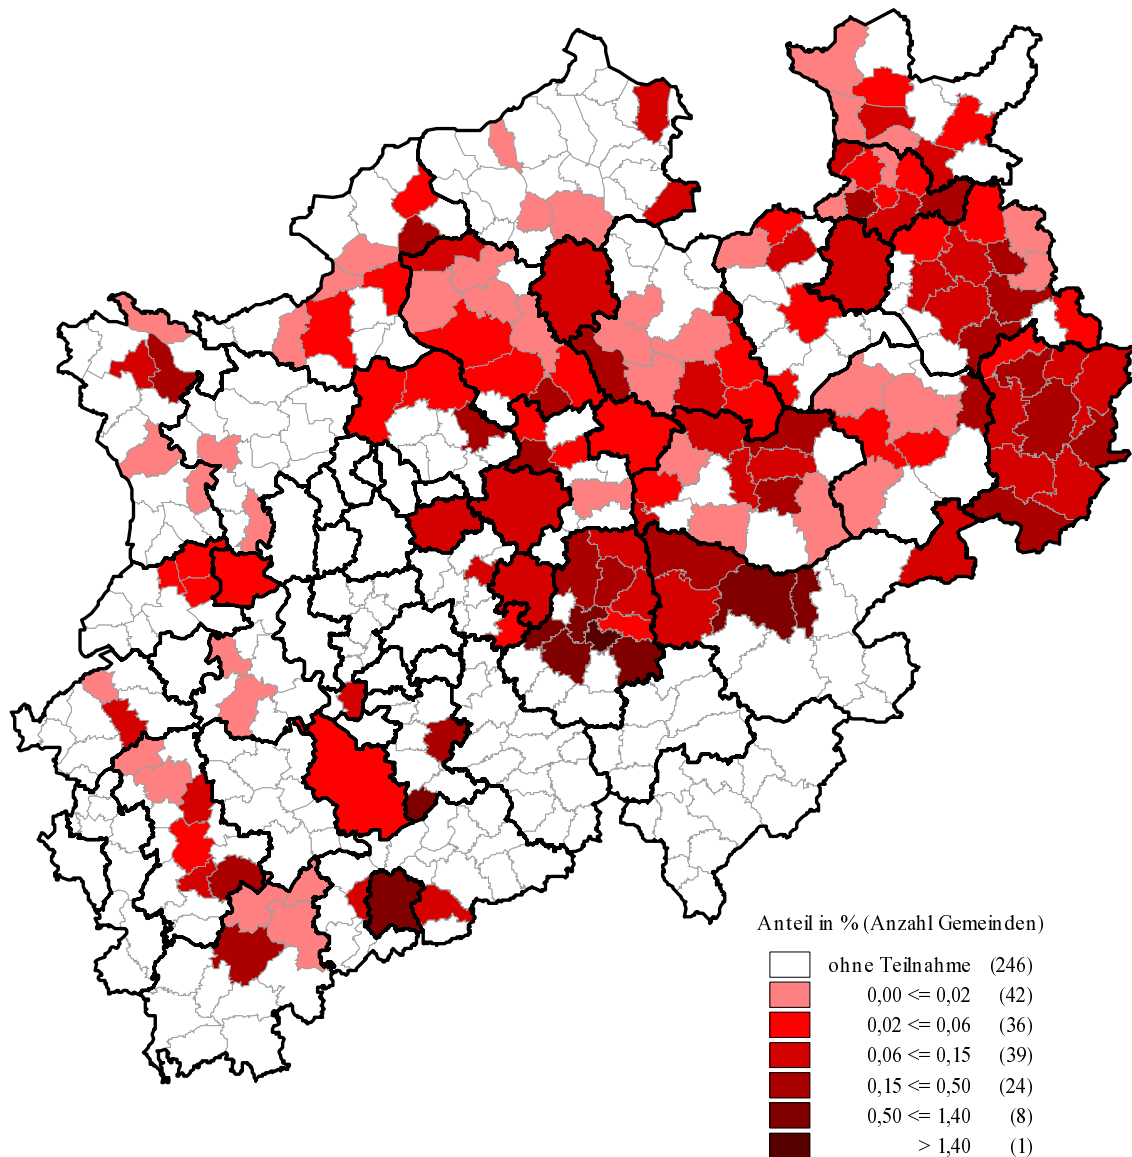 Anteil in % (Anzahl Gemeinden)
ohne Teilnahme (246)
0,00 <= 0,02 (42)
0,02 <= 0,06 (36)
0,06 <= 0,15 (39)
0,15 <= 0,50 (24)
0,50 <= 1,40 (8)
> 1,40 (1)